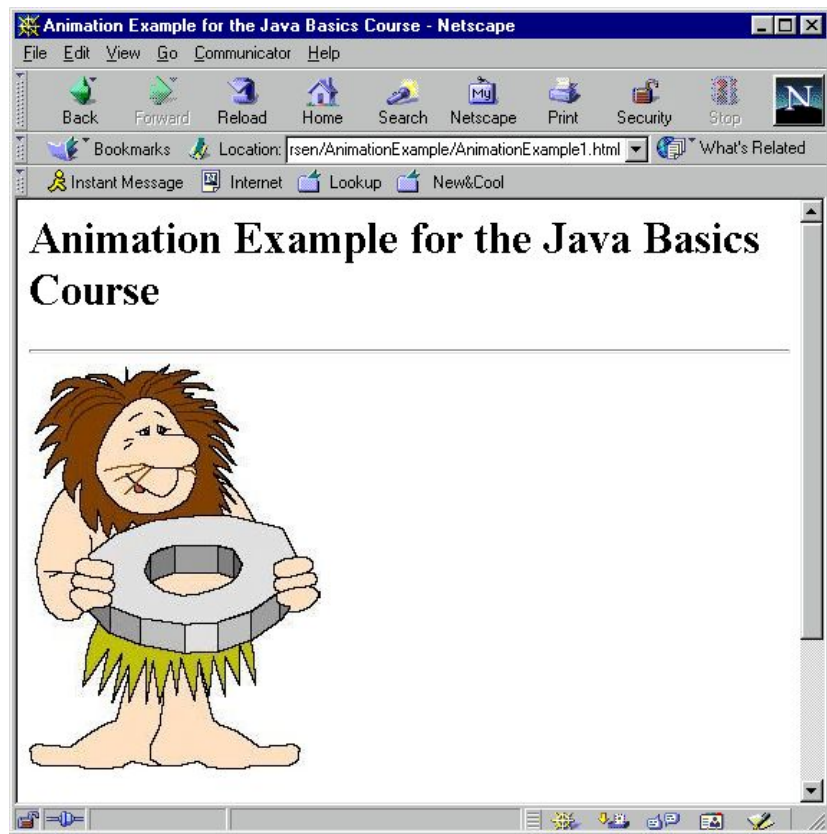 Animation Example for the Java Basics Course - Netscape
File Edit View Go Communicator Help
Back Forward Reload Home Search Netscape Print Security Stop
My
N
Bookmarks Location: rsen/AnimationExample/AnimationExample1.html What's Related
Instant Message Internet Lookup New&Cool
Animation Example for the Java Basics
Course